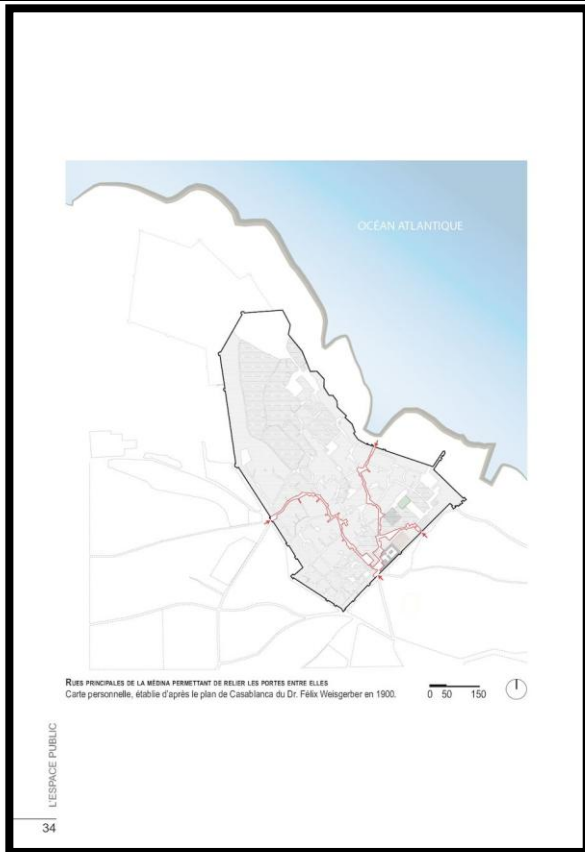 OCÉAN ATLANTIQUE
RUES PRINCIPALES DE LA MÉDINA PERMETTANT DE RELIER LES PORTES ENTRE ELLES
Carte personnelle, établie d'après le plan de Casablanca du Dr. Félix Weisgerber en 1900.
0 50 150
L'ESPACE PUBLIC
34